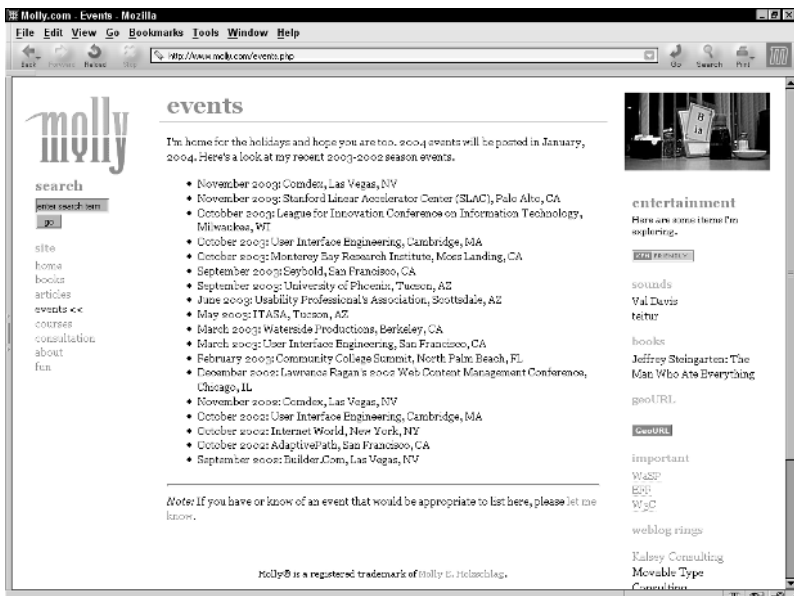 Molly.com - Events - Mozilla
File Edit View Go Bookmarks Tools Window Help
Back Forward Reload Stop
http://www.molly.com/events.php
Go Search Print
molly
search
enter search term
go
site
home
books
articles
events <<
courses
consultation
about
fun
events
I'm home for the holidays and hope you are too. 2004 events will be posted in January,
2004. Here's a look at my recent 2003-2002 season events.
November 2003: Comdex, Las Vegas, NV
November 2003: Stanford Linear Accelerator Center (SLAC), Palo Alto, CA
Octobber 2003: League for Innovation Conference on Information Technology,
Milwaukee, WI
October 2003: User Interface Engineering, Cambridge, MA
October 2003: Monterey Bay Research Institute, Moss Landing, CA
September 2003: Seybold, San Francisco, CA
September 2003: University of Phoenix, Tucson, AZ
June 2003: Usability Professional's Association, Scottsdale, AZ
May 2003: ITASA, Tucson, AZ
March 2003: Waterside Productions, Berkeley, CA
March 2003: User Interface Engineering, San Francisco, CA
February 2003: Community College Summit, North Palm Beach, FL
December 2002: Lawrence Ragan's 2002 Web Content Management Conference,
Chicago, IL
November 2002: Comdex, Las Vegas, NV
October 2002: User Interface Engineering, Cambridge, MA
October 2002: Internet World, New York, NY
October 2002: AdaptivePath, San Francisco, CA
September 2002: Builder.Com, Las Vegas, NV
Note: If you have or know of an event that would be appropriate to list here, please let me
know.
Molly® is a registered trademark of Molly E. Holzschlag.
entertainment
Here are some items I'm
exploring.
XFN FRIENDLY
sounds
Val Davis
teitur
books
Jeffrey Steingarten: The
Man Who Ate Everything
geoURL
GeoURL
important
WaSP
EFF
W3C
weblog rings
Kalsey Consulting
Movable Type
Consulting